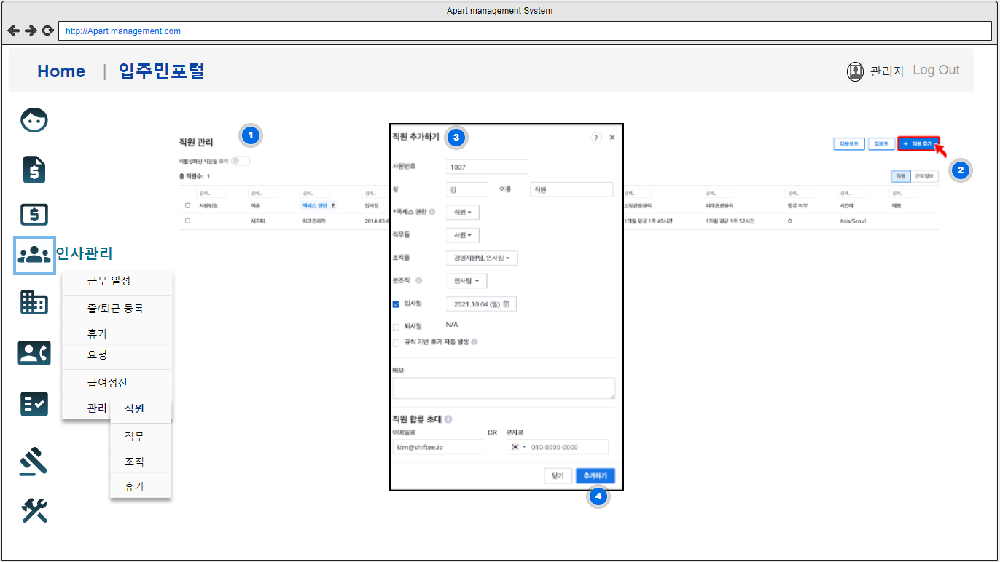 Apart management System
http://Apart management.com
Home | 입주민포털
관리자 Log Out
인사관리
근무 일정
출/퇴근 등록
휴가
요청
급여정산
관리
직원
직무
조직
휴가
직원 관리 1
비활성화된 직원들 보기
총 직원수: 1
다운로드 업로드 + 직원 추가
2
직원 근로정보
검색_ 검색_ 검색_ 검색_ 검색_ 검색_ 검색_ 검색_ 검색_
사원번호 이름 액세스 권한 ↑ 입사일 소정근로규칙 최대근로규칙 합류 여부 시간대 메모
시프티 최고관리자 2014-03-0 1개월 평균 1주 40시간 1개월 평균 1주 52시간 O Asia/Seoul
직원 추가하기 3 ? ×
사원번호 1007
성 김 이름 직원
*액세스 권한 직원
직무들 사원
조직들 경영지원팀, 인사팀
본조직 인사팀
입사일 2021.10.04 (월)
퇴사일 N/A
규칙 기반 휴가 자동 발생
메모
직원 합류 초대
이메일로 OR 문자로
kim@shiftee.io 010-0000-0000
닫기 추가하기
4